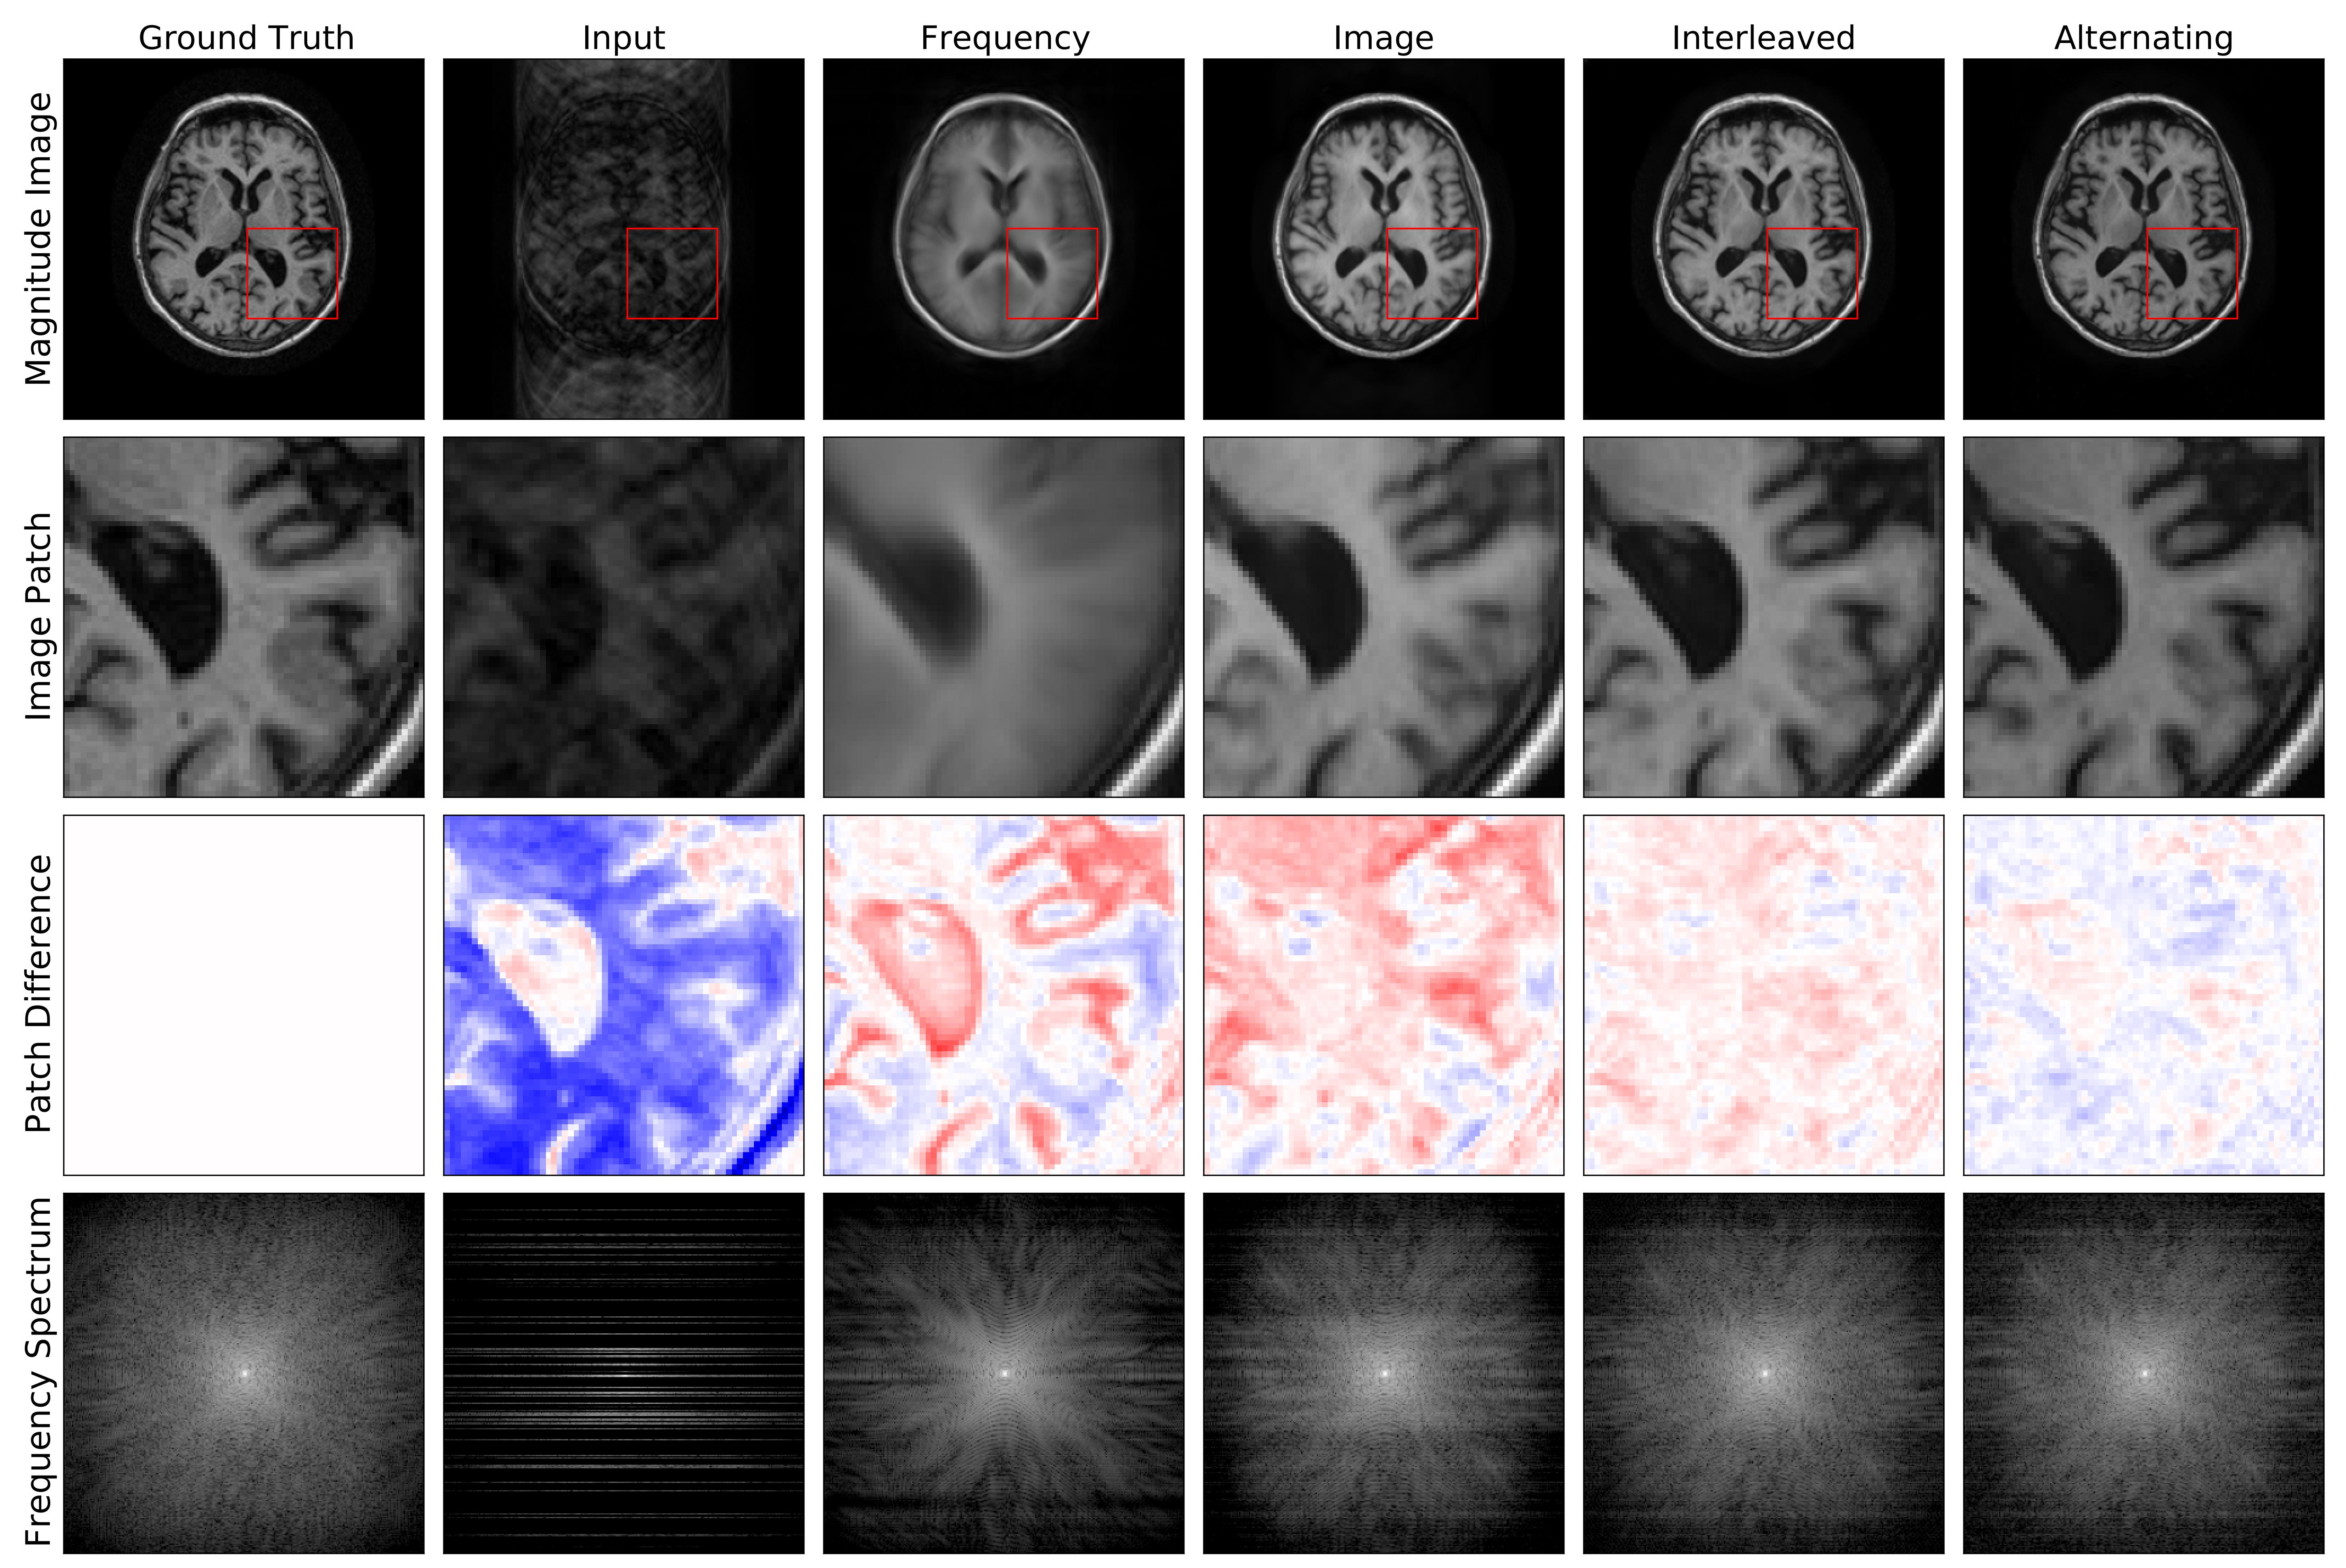 Ground Truth
Input
Frequency
Image
Interleaved
Alternating
Magnitude Image
Image Patch
Patch Difference
Frequency Spectrum